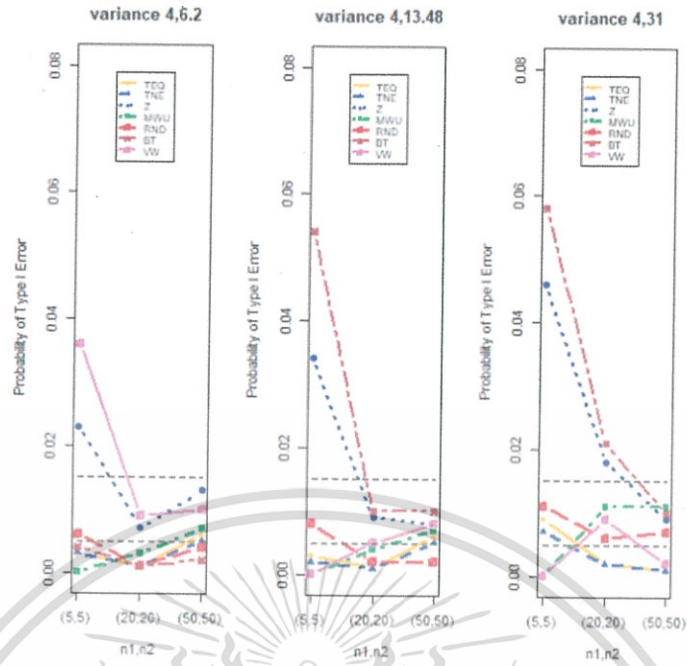 variance 4,6.2
Probability of Type I Error
0.08
0.06
0.04
0.02
0.00
TEQ
TNE
Z
MWU
RND
BT
VW
(5,5)
(20,20)
(50,50)
n1,n2
variance 4,13.48
Probability of Type I Error
0.08
0.06
0.04
0.02
0.00
TEQ
TNE
Z
MWU
RND
BT
VW
(5,5)
(20,20)
(50,50)
n1,n2
variance 4,31
Probability of Type I Error
0.08
0.06
0.04
0.02
0.00
TEQ
TNE
Z
MWU
RND
BT
VW
(5,5)
(20,20)
(50,50)
n1,n2